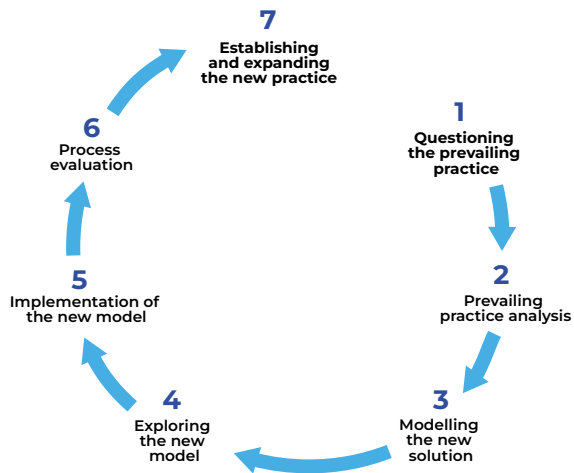 1
Questioning
the prevailing
practice
2
Prevailing
practice analysis
3
Modelling
the new
solution
4
Exploring
the new
model
5
Implementation of
the new model
6
Process
evaluation
7
Establishing
and expanding
the new practice